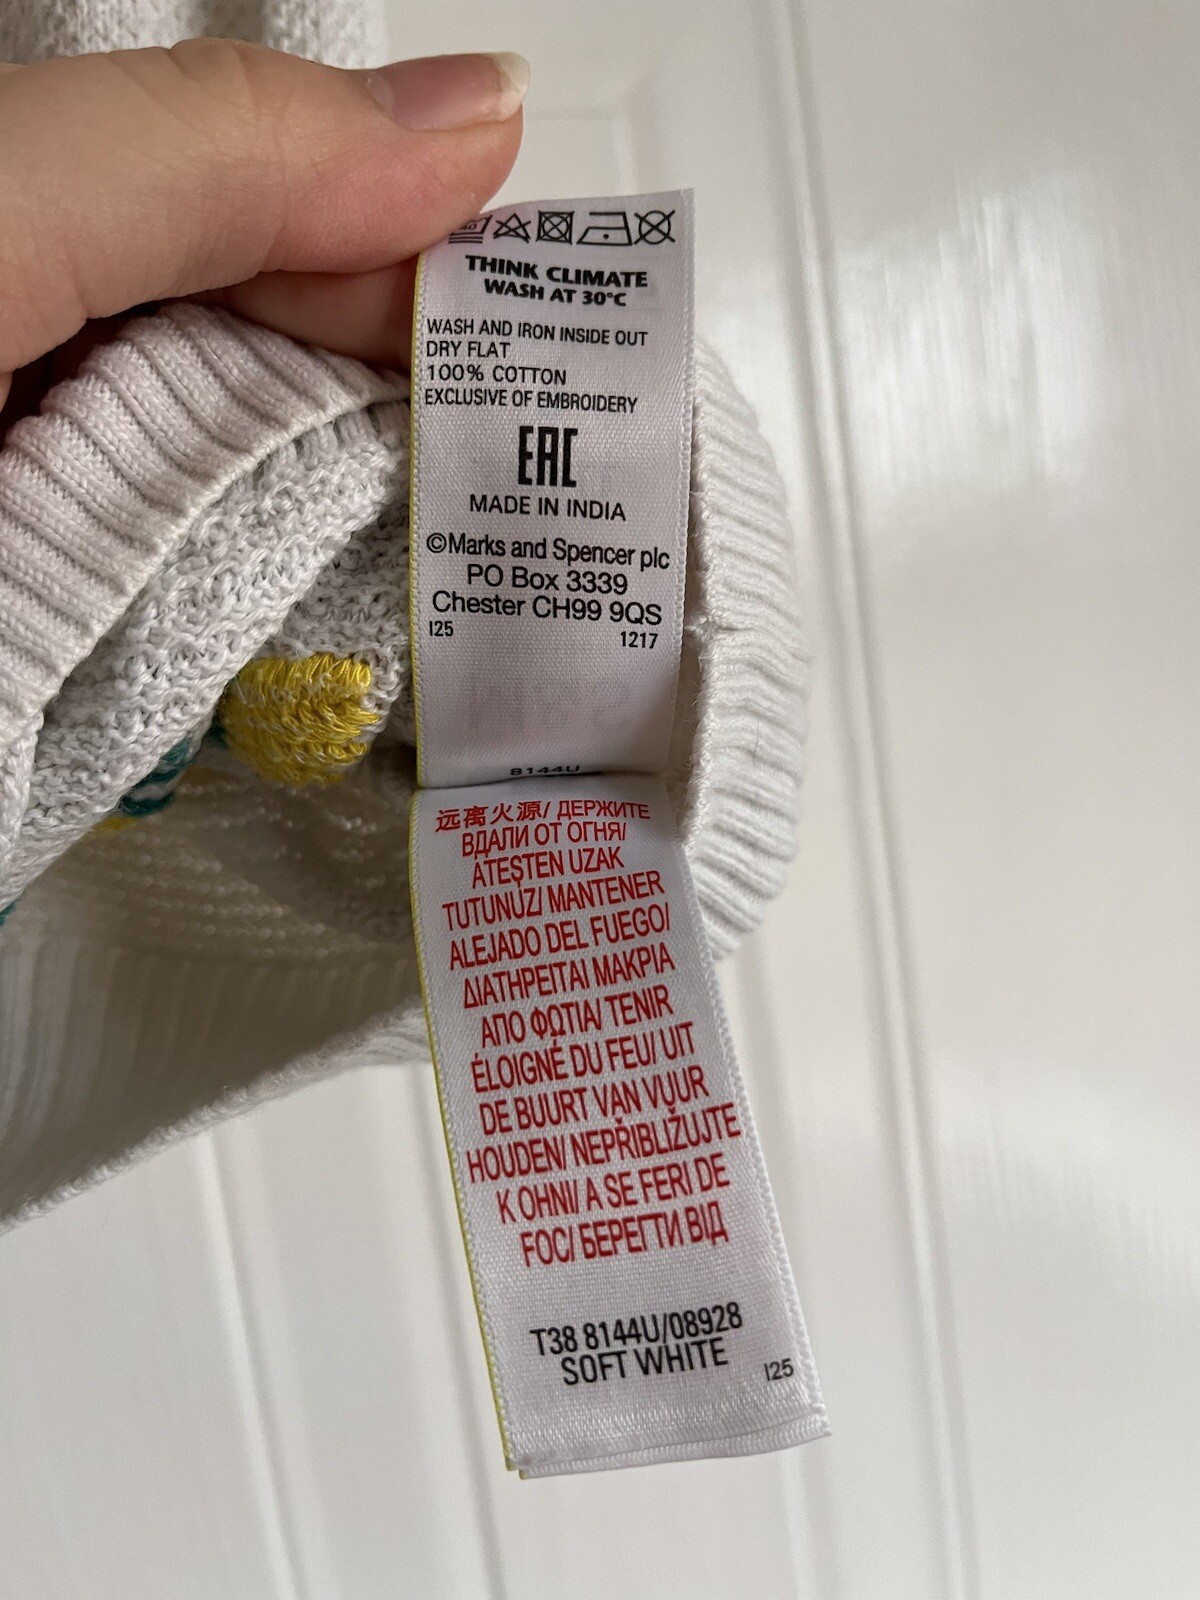 40
THINK CLIMATE
WASH AT 30°C
WASH AND IRON INSIDE OUT
DRY FLAT
100% COTTON
EXCLUSIVE OF EMBROIDERY
EAC
MADE IN INDIA
©Marks and Spencer plc
PO Box 3339
Chester CH99 9QS
I25 1217
8144U
远离火源/ ДЕРЖИТЕ
ВДАЛИ ОТ ОГНЯ/
ATEŞTEN UZAK
TUTUNUZ/ MANTENER
ALEJADO DEL FUEGO/
ΔΙΑΤΗΡΕΙΤΑΙ ΜΑΚΡΙΑ
ΑΠΟ ΦΩΤΙΑ/ TENIR
ÉLOIGNÉ DU FEU/ UIT
DE BUURT VAN VUUR
HOUDEN/ NEPŘIBLIŽUJTE
K OHNI/ A SE FERI DE
FOC/ БЕРЕГТИ ВІД
T38 8144U/08928
SOFT WHITE
I25